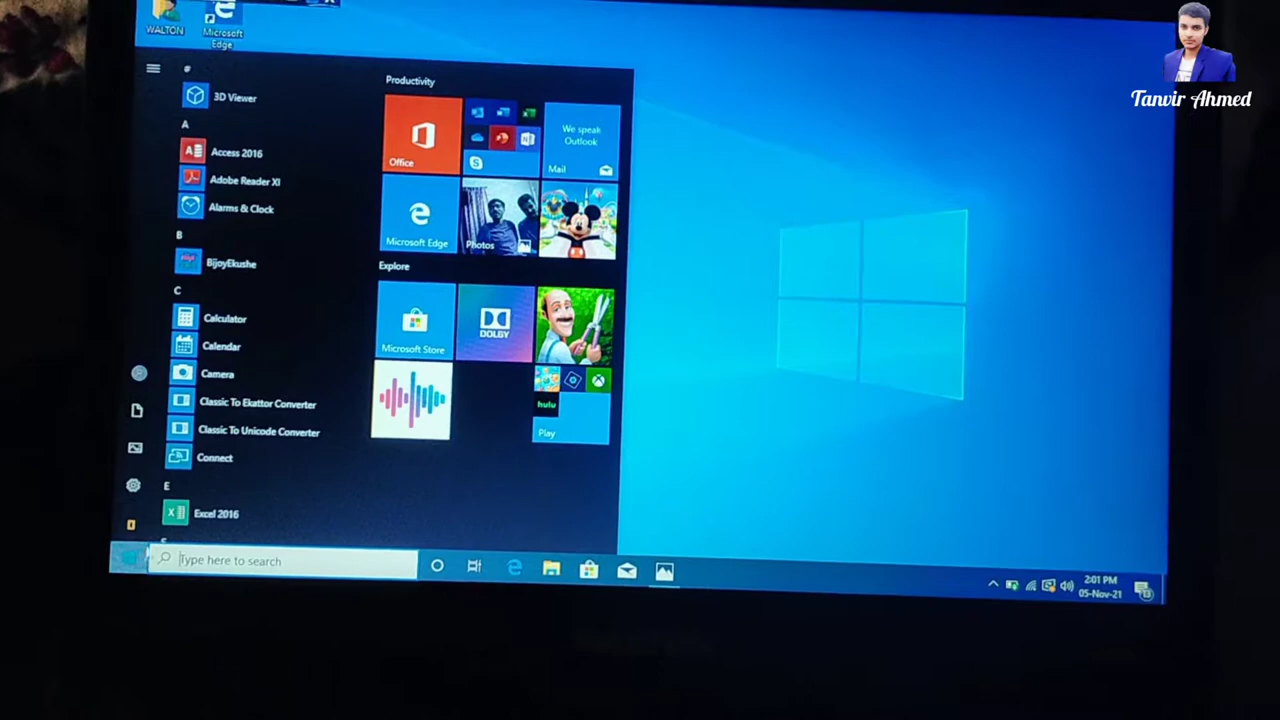 WALTON
Microsoft Edge
Tanvir Ahmed
#
3D Viewer
A
Access 2016
Adobe Reader XI
Alarms & Clock
B
BijoyEkushe
C
Calculator
Calendar
Camera
Classic To Ekattor Converter
Classic To Unicode Converter
Connect
E
Excel 2016
Productivity
Office
We speak
Outlook
Mail
Microsoft Edge
Photos
Explore
Microsoft Store
DOLBY
hulu
Play
Type here to search
2:01 PM
05-Nov-21